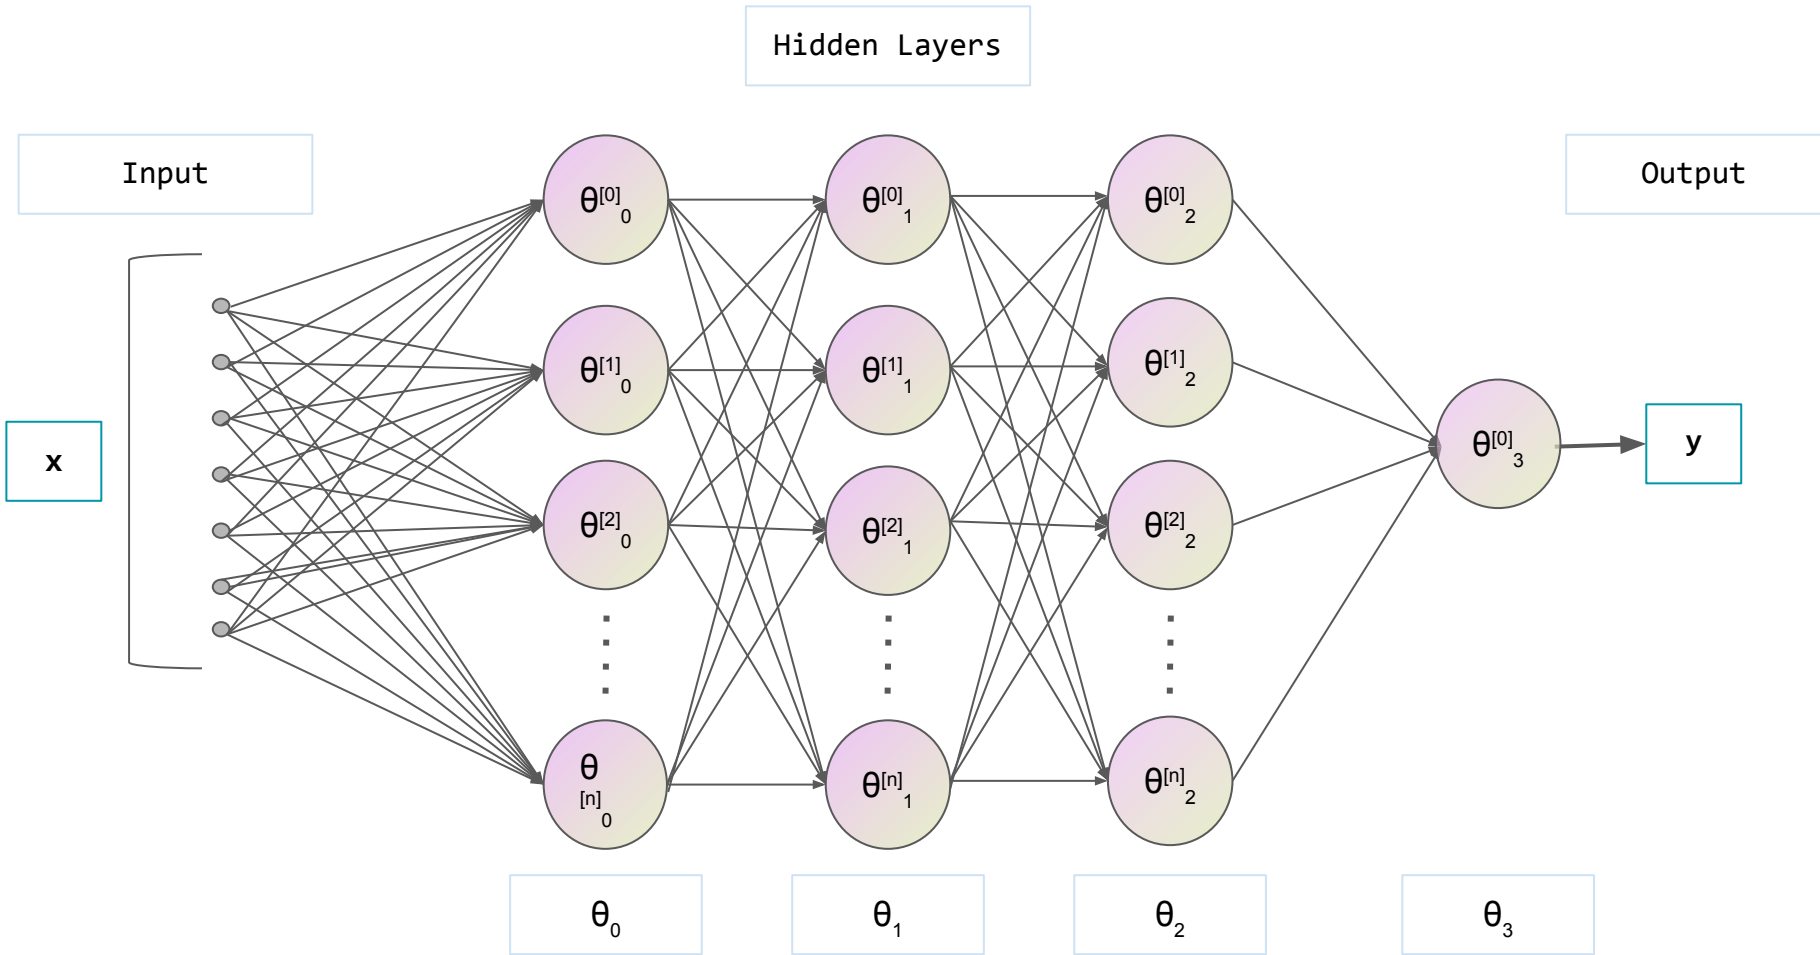 Hidden Layers
Input
Output
x
θ[0]0
θ[1]0
θ[2]0
θ
[n]0
θ[0]1
θ[1]1
θ[2]1
θ[n]1
θ[0]2
θ[1]2
θ[2]2
θ[n]2
θ[0]3
y
θ0
θ1
θ2
θ3